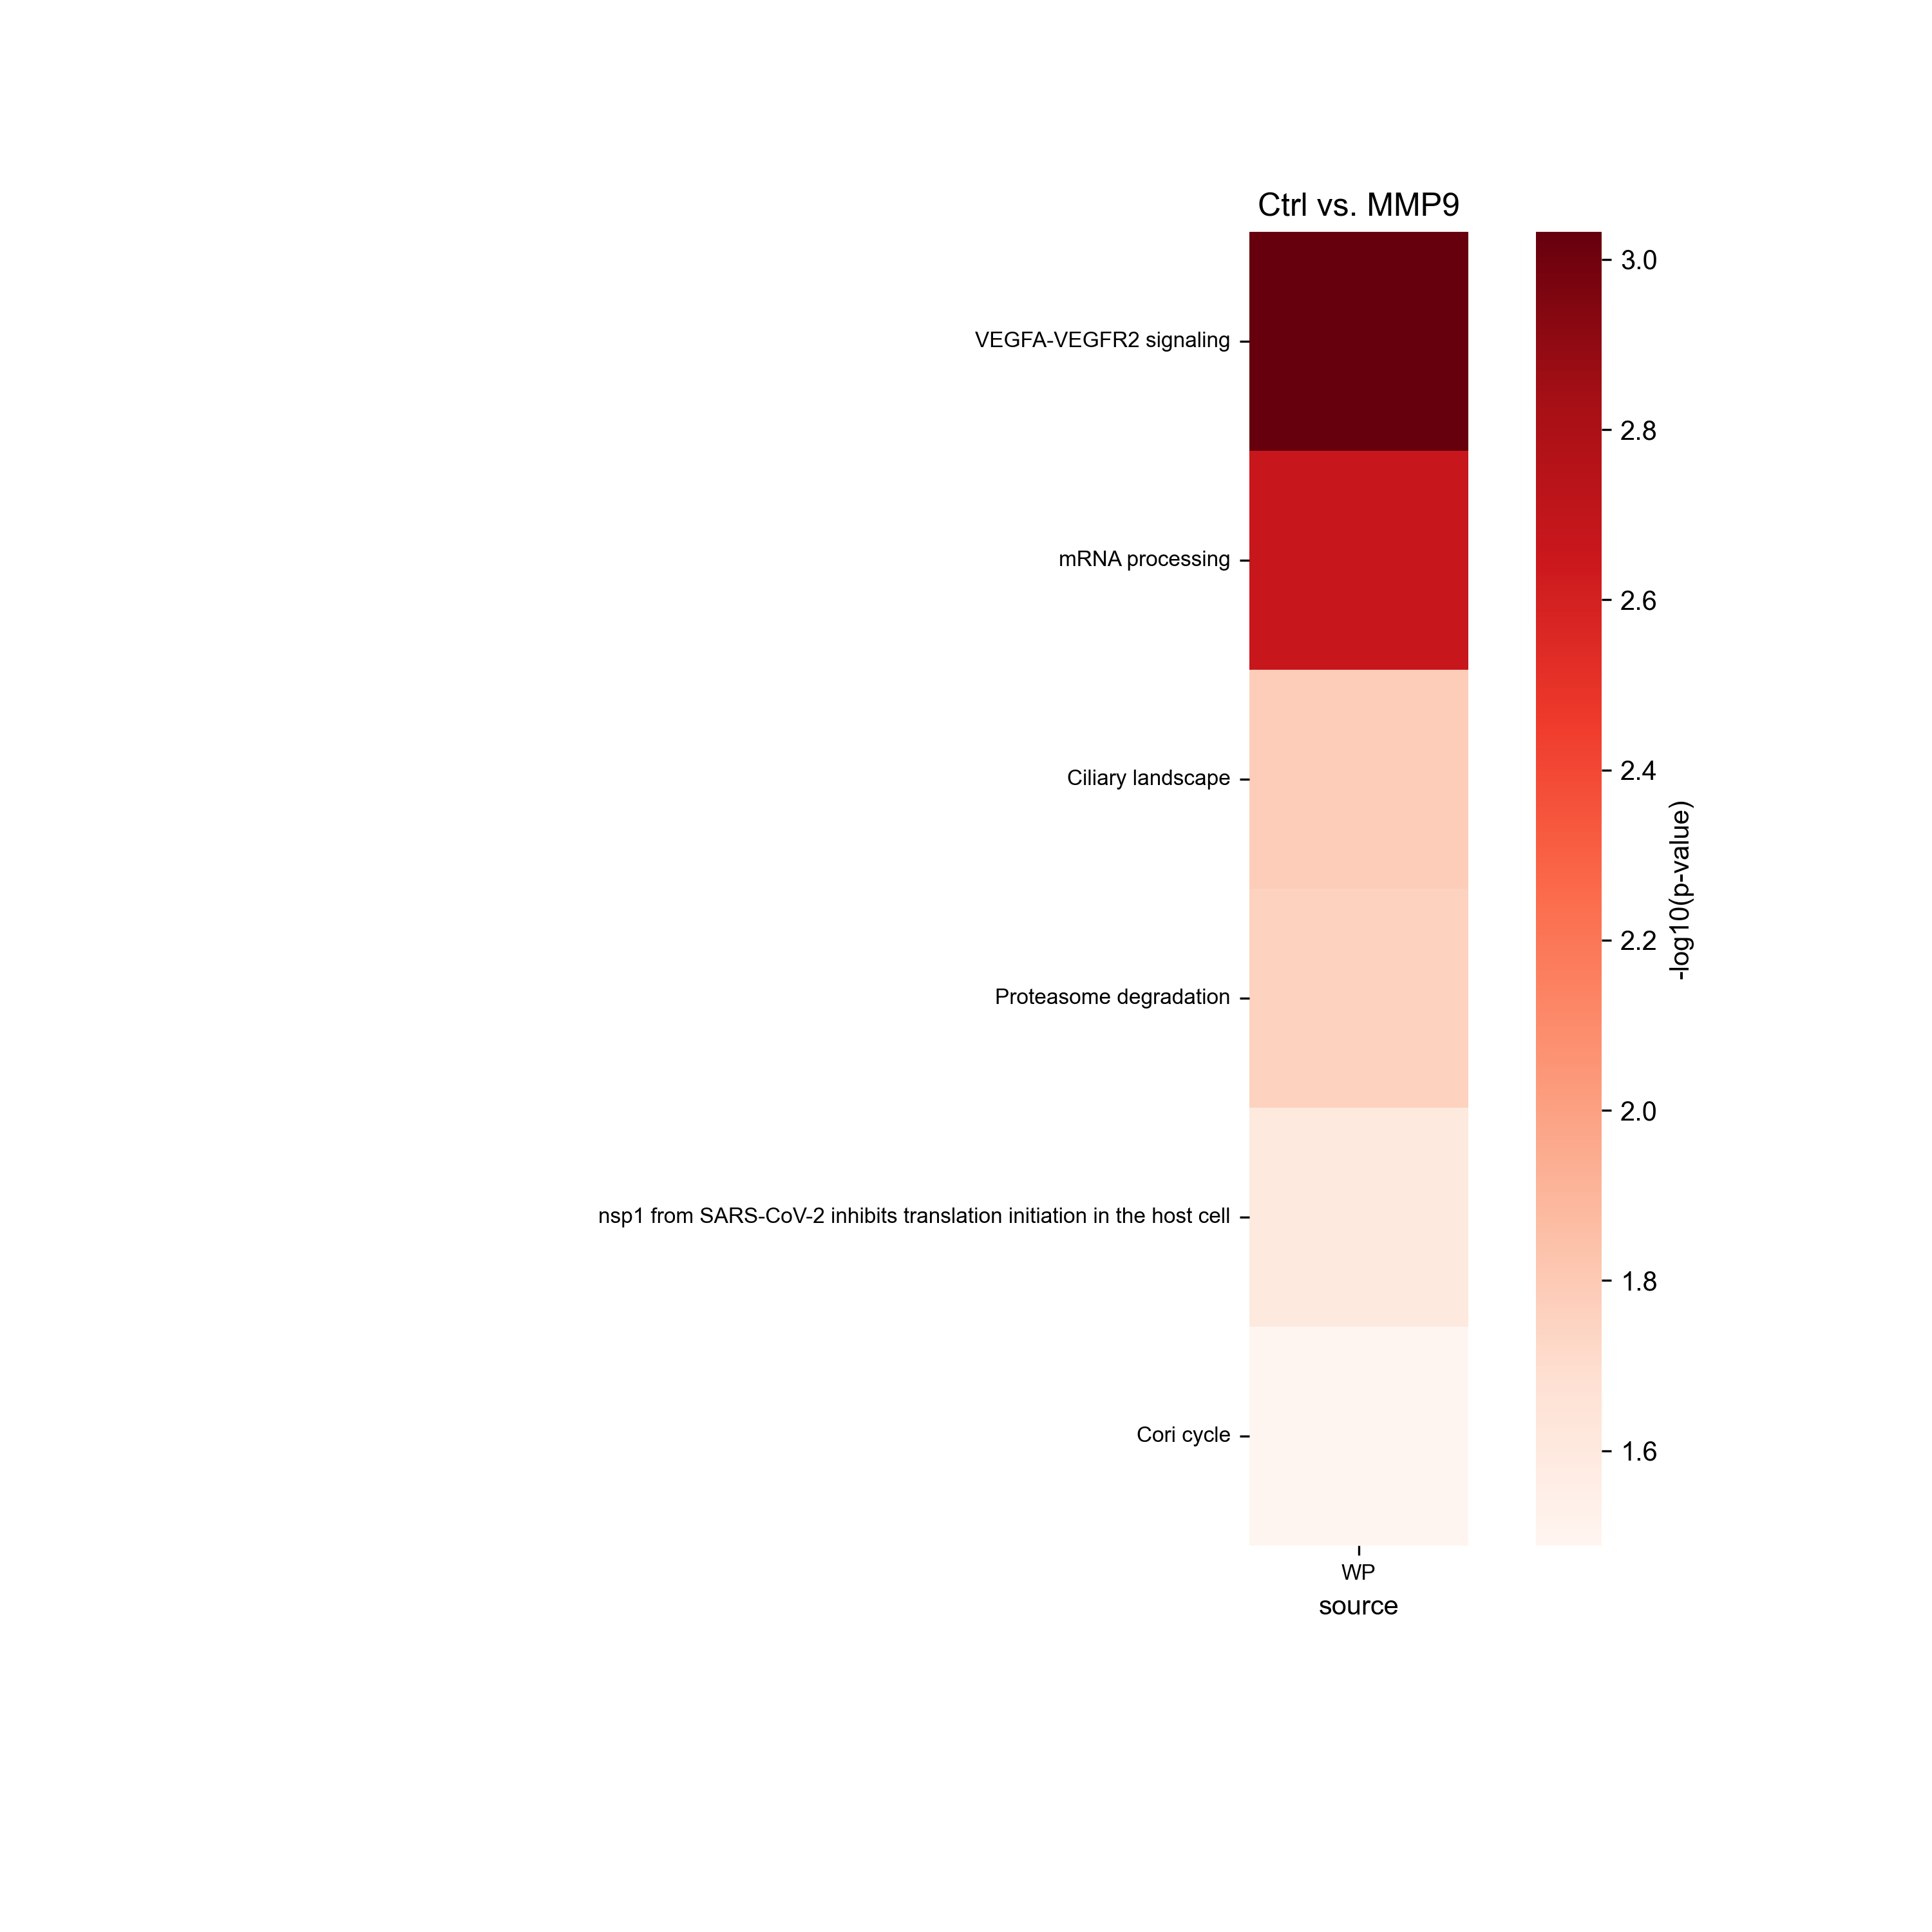 Ctrl vs. MMP9
VEGFA-VEGFR2 signaling
mRNA processing
Ciliary landscape
Proteasome degradation
nsp1 from SARS-CoV-2 inhibits translation initiation in the host cell
Cori cycle
WP
source
3.0
2.8
2.6
2.4
2.2
2.0
1.8
1.6
-log10(p-value)